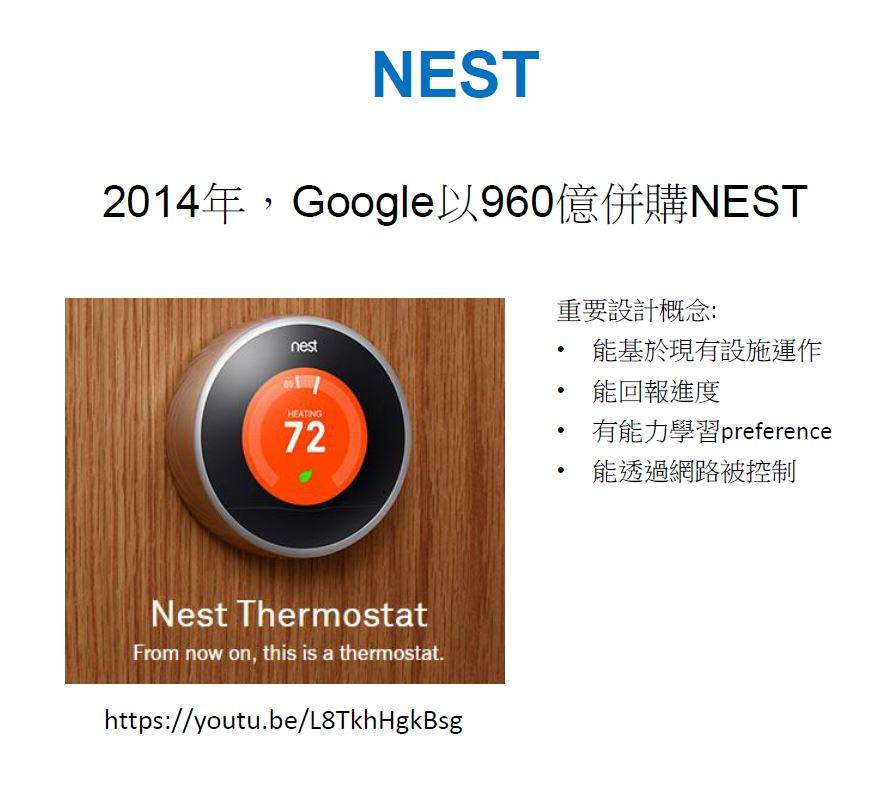 NEST
2014年，Google以960億併購NEST
重要設計概念:
• 能基於現有設施運作
• 能回報進度
• 有能力學習preference
• 能透過網路被控制
nest
HEATING
72
Nest Thermostat
From now on, this is a thermostat.
https://youtu.be/L8TkhHgkBsg